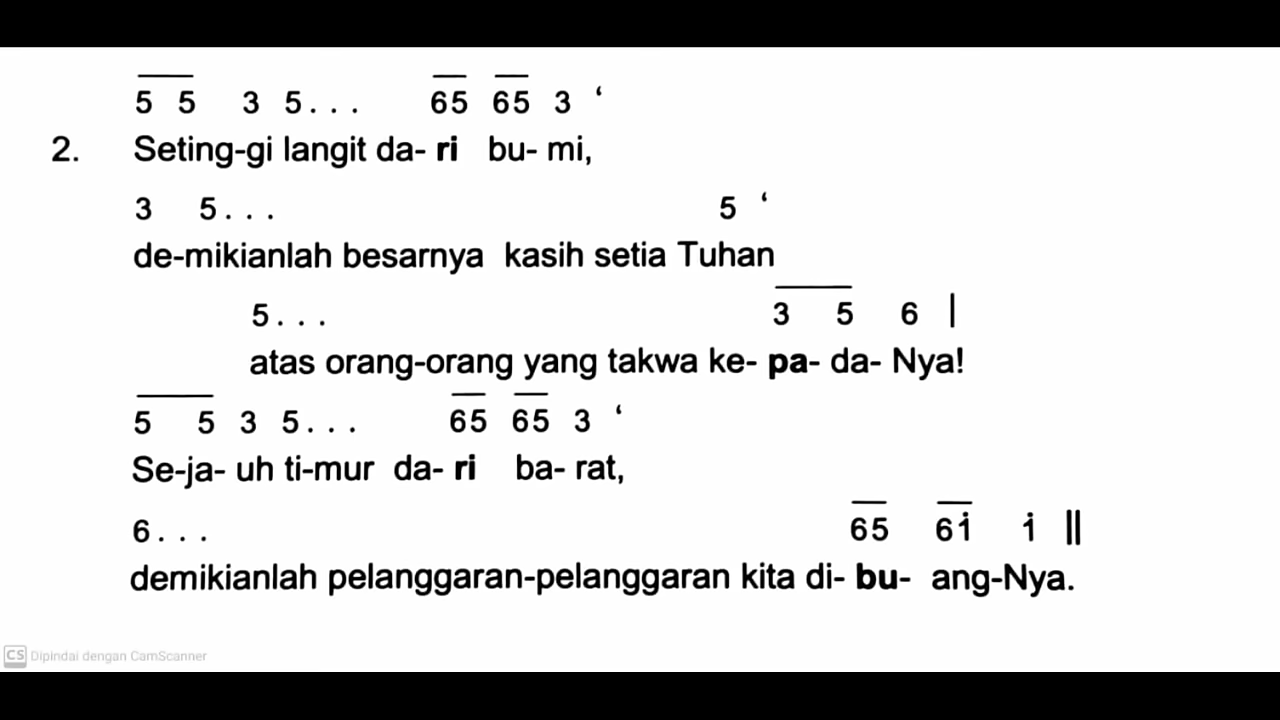 5 5 3 5. . . 65 65 3 ‘
2. Seting-gi langit da- ri bu- mi,
3 5. . . 5 ‘
de-mikianlah besarnya kasih setia Tuhan
5. . . 3 5 6 |
atas orang-orang yang takwa ke- pa- da- Nya!
5 5 3 5. . . 65 65 3 ‘
Se-ja- uh ti-mur da- ri ba- rat,
6. . . 65 6i̇ i̇ ||
demikianlah pelanggaran-pelanggaran kita di- bu- ang-Nya.
CS Dipindai dengan CamScanner